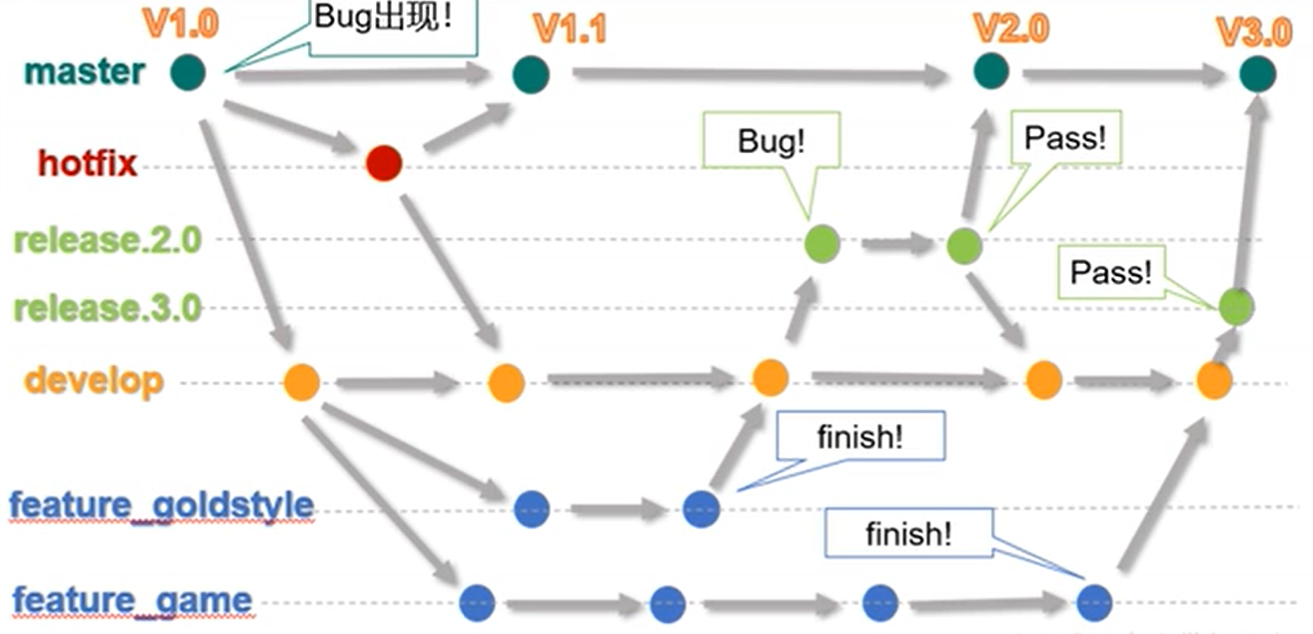 V1.0
Bug出现!
V1.1
V2.0
V3.0
master
Bug!
Pass!
hotfix
release.2.0
Pass!
release.3.0
develop
finish!
feature_goldstyle
finish!
feature_game